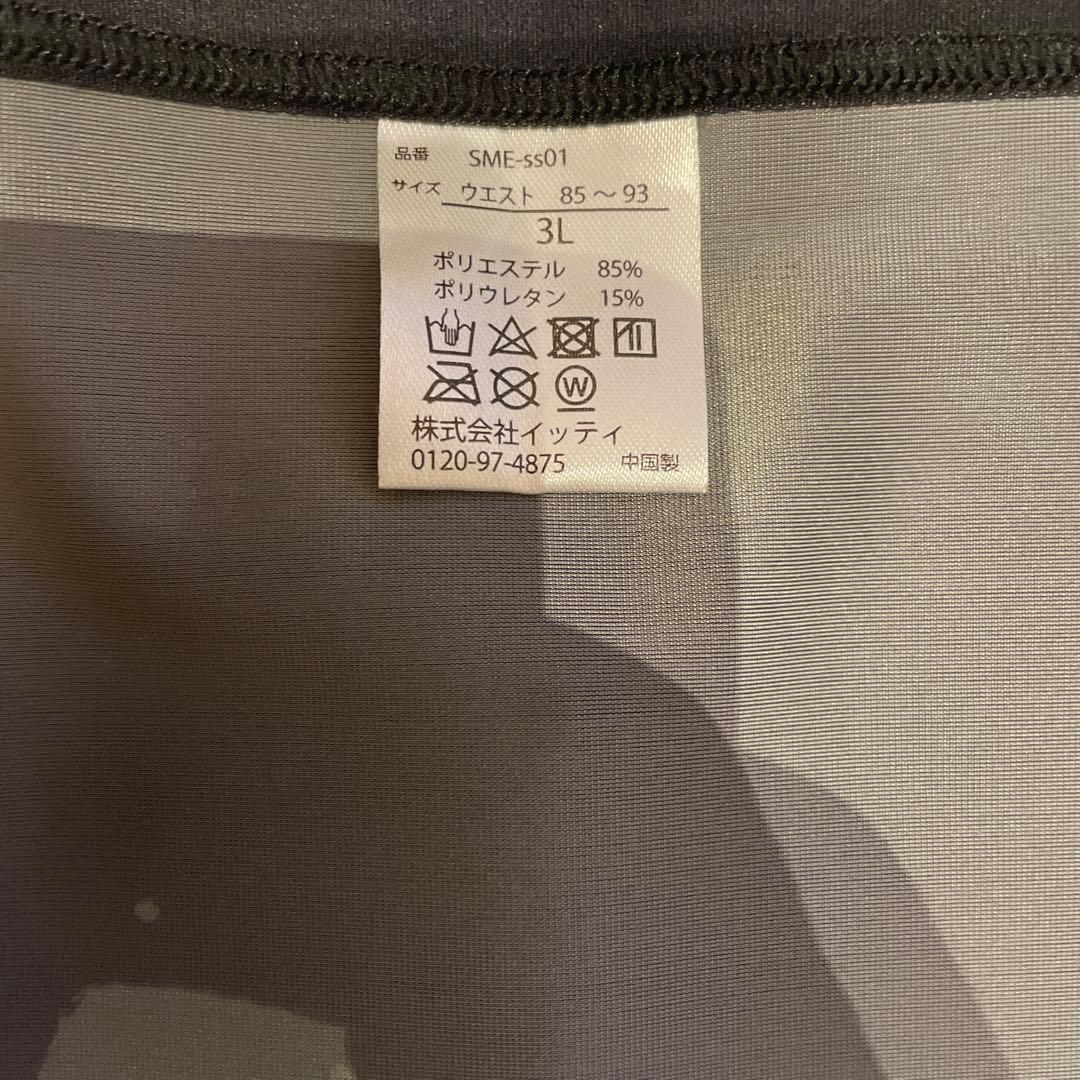 品番 SME-ss01
サイズ ウエスト 85～93
3L
ポリエステル 85%
ポリウレタン 15%
W
株式会社イッティ
0120-97-4875 中国製